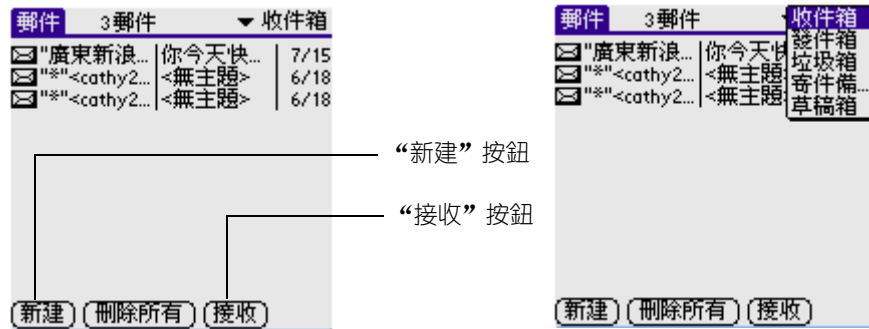 郵件 3郵件 ▼ 收件箱
"廣東新浪... 你今天快... 7/15
"*"<cathy2... <無主題> 6/18
"*"<cathy2... <無主題> 6/18
“新建”按鈕
“接收”按鈕
新建 刪除所有 接收
郵件 3郵件
收件箱
發件箱
垃圾箱
寄件備...
草稿箱
"廣東新浪... 你今天快
"*"<cathy2... <無主題
"*"<cathy2... <無主題
新建 刪除所有 接收